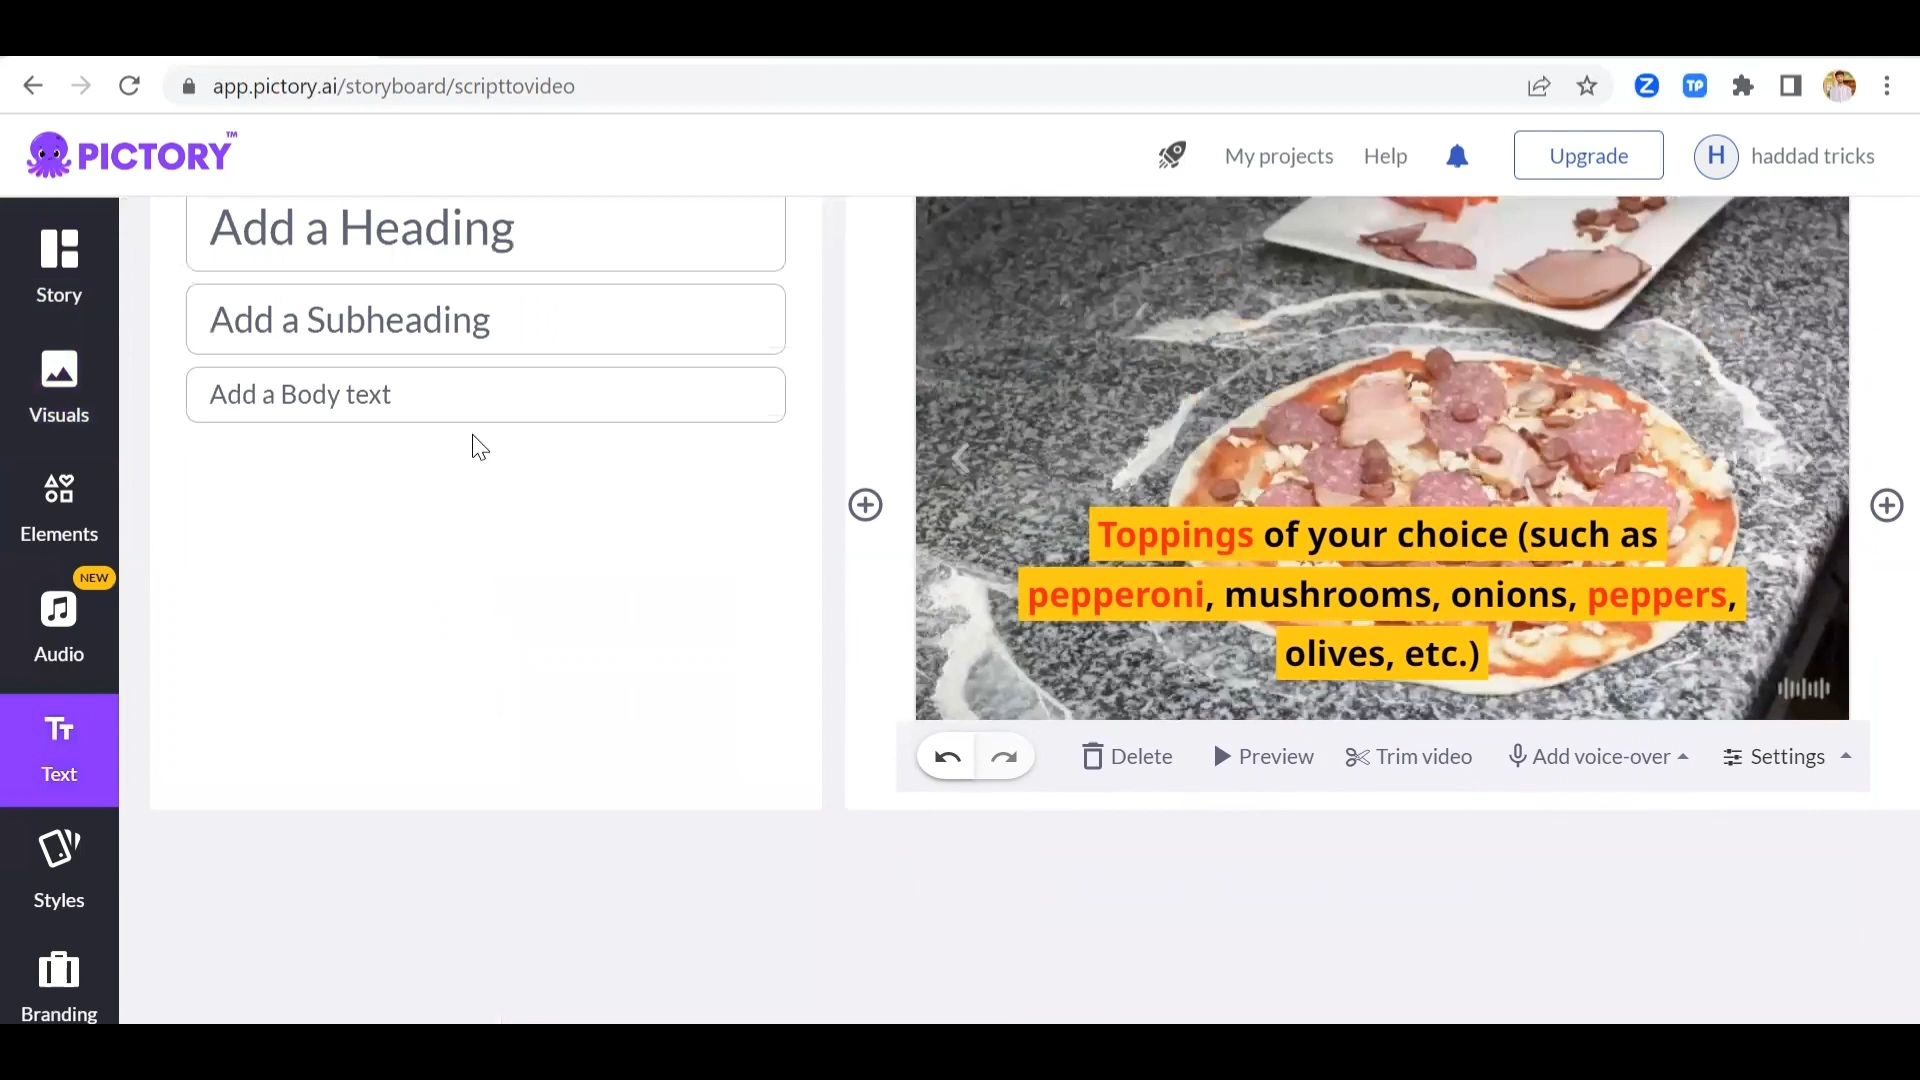 app.pictory.ai/storyboard/scripttovideo
Z
TP
PICTORY™
My projects
Help
Upgrade
H
haddad tricks
Story
Visuals
Elements
NEW
Audio
Text
Styles
Branding
Add a Heading
Add a Subheading
Add a Body text
Toppings of your choice (such as
pepperoni, mushrooms, onions, peppers,
olives, etc.)
Delete
Preview
Trim video
Add voice-over
Settings